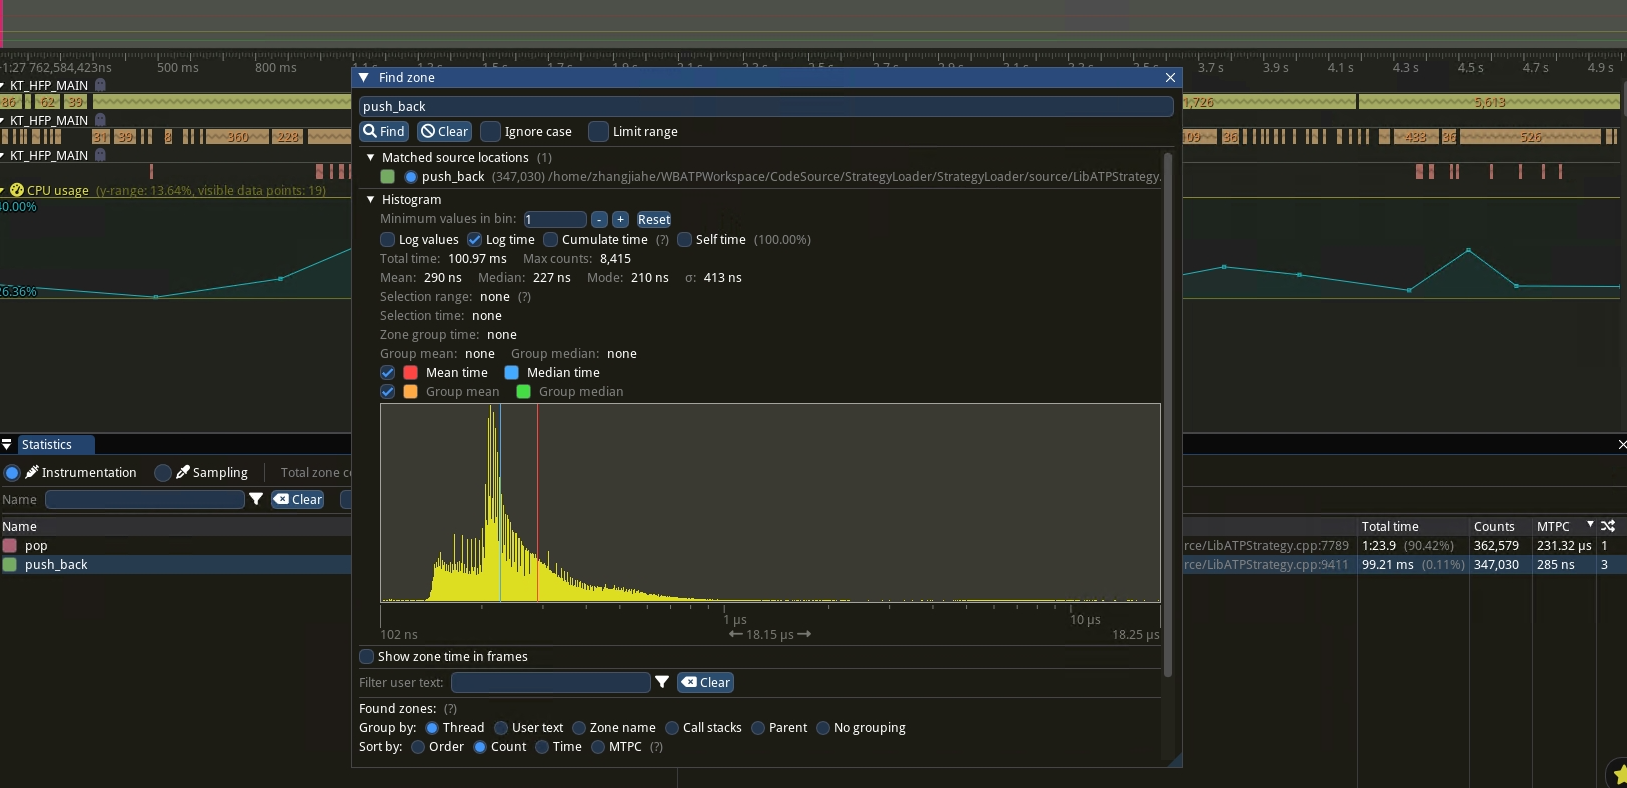 -1:27 762,584,423ns 500 ms 800 ms 3.7 s 3.9 s 4.1 s 4.3 s 4.5 s 4.7 s 4.9 s
Find zone
KT_HFP_MAIN
86 62 39 1,726 5,613
push_back
KT_HFP_MAIN
31 39 8 360 228 36 433 36 526
Find Clear Ignore case Limit range
KT_HFP_MAIN
Matched source locations (1)
push_back (347,030) /home/zhangjiahe/WBATPWorkspace/CodeSource/StrategyLoader/StrategyLoader/source/LibATPStrategy.
CPU usage (y-range: 13.64%, visible data points: 19)
40.00%
26.36%
Histogram
Minimum values in bin: 1 - + Reset
Log values Log time Cumulate time (?) Self time (100.00%)
Total time: 100.97 ms Max counts: 8,415
Mean: 290 ns Median: 227 ns Mode: 210 ns σ: 413 ns
Selection range: none (?)
Selection time: none
Zone group time: none
Group mean: none Group median: none
Mean time Median time
Group mean Group median
102 ns 1 µs 10 µs
18.15 µs 18.25 µs
Show zone time in frames
Filter user text: Clear
Found zones: (?)
Group by: Thread User text Zone name Call stacks Parent No grouping
Sort by: Order Count Time MTPC (?)
Statistics
Instrumentation Sampling Total zone c
Name Clear
Name Total time Counts MTPC
pop rce/LibATPStrategy.cpp:7789 1:23.9 (90.42%) 362,579 231.32 µs 1
push_back rce/LibATPStrategy.cpp:9411 99.21 ms (0.11%) 347,030 285 ns 3